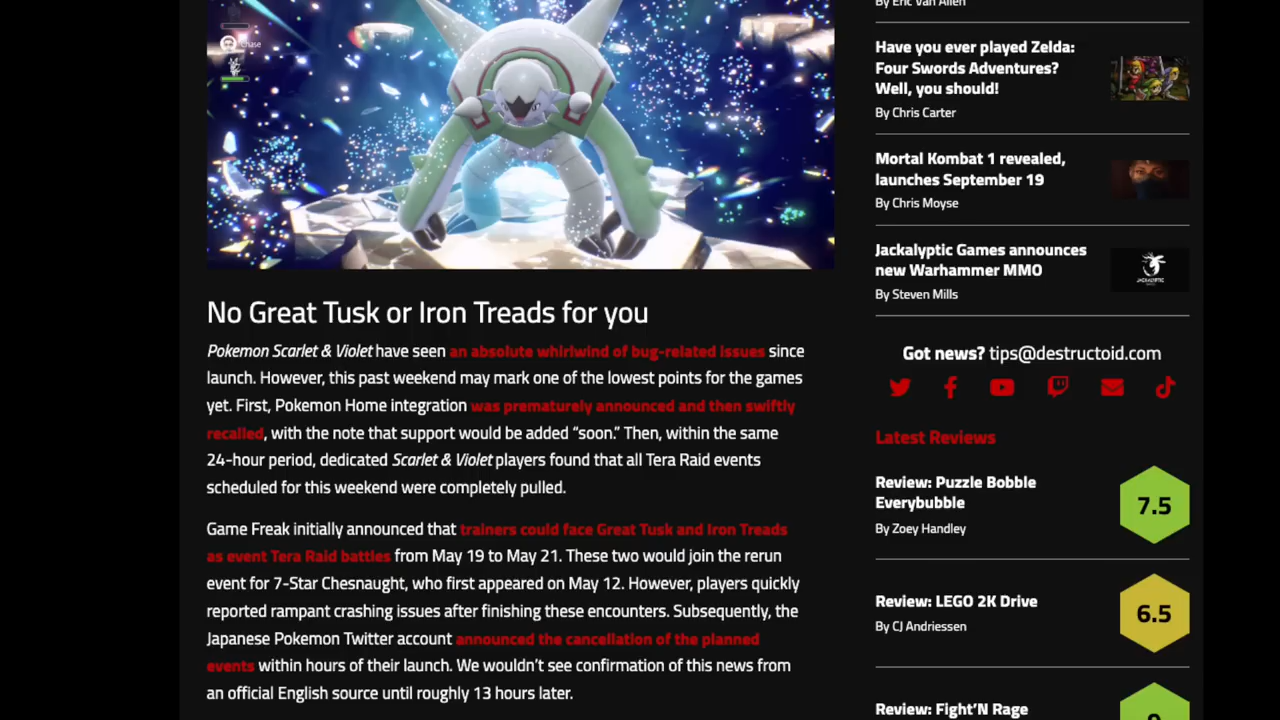 Chase
No Great Tusk or Iron Treads for you
Pokemon Scarlet & Violet have seen an absolute whirlwind of bug-related issues since
launch. However, this past weekend may mark one of the lowest points for the games
yet. First, Pokemon Home integration was prematurely announced and then swiftly
recalled, with the note that support would be added “soon.” Then, within the same
24-hour period, dedicated Scarlet & Violet players found that all Tera Raid events
scheduled for this weekend were completely pulled.
Game Freak initially announced that trainers could face Great Tusk and Iron Treads
as event Tera Raid battles from May 19 to May 21. These two would join the rerun
event for 7-Star Chesnaught, who first appeared on May 12. However, players quickly
reported rampant crashing issues after finishing these encounters. Subsequently, the
Japanese Pokemon Twitter account announced the cancellation of the planned
events within hours of their launch. We wouldn’t see confirmation of this news from
an official English source until roughly 13 hours later.
By Eric Van Allen
Have you ever played Zelda:
Four Swords Adventures?
Well, you should!
By Chris Carter
Mortal Kombat 1 revealed,
launches September 19
By Chris Moyse
Jackalyptic Games announces
new Warhammer MMO
By Steven Mills
JACKALYPTIC
Got news? tips@destructoid.com
Latest Reviews
Review: Puzzle Bobble
Everybubble
By Zoey Handley
7.5
Review: LEGO 2K Drive
By CJ Andriessen
6.5
Review: Fight’N Rage
9